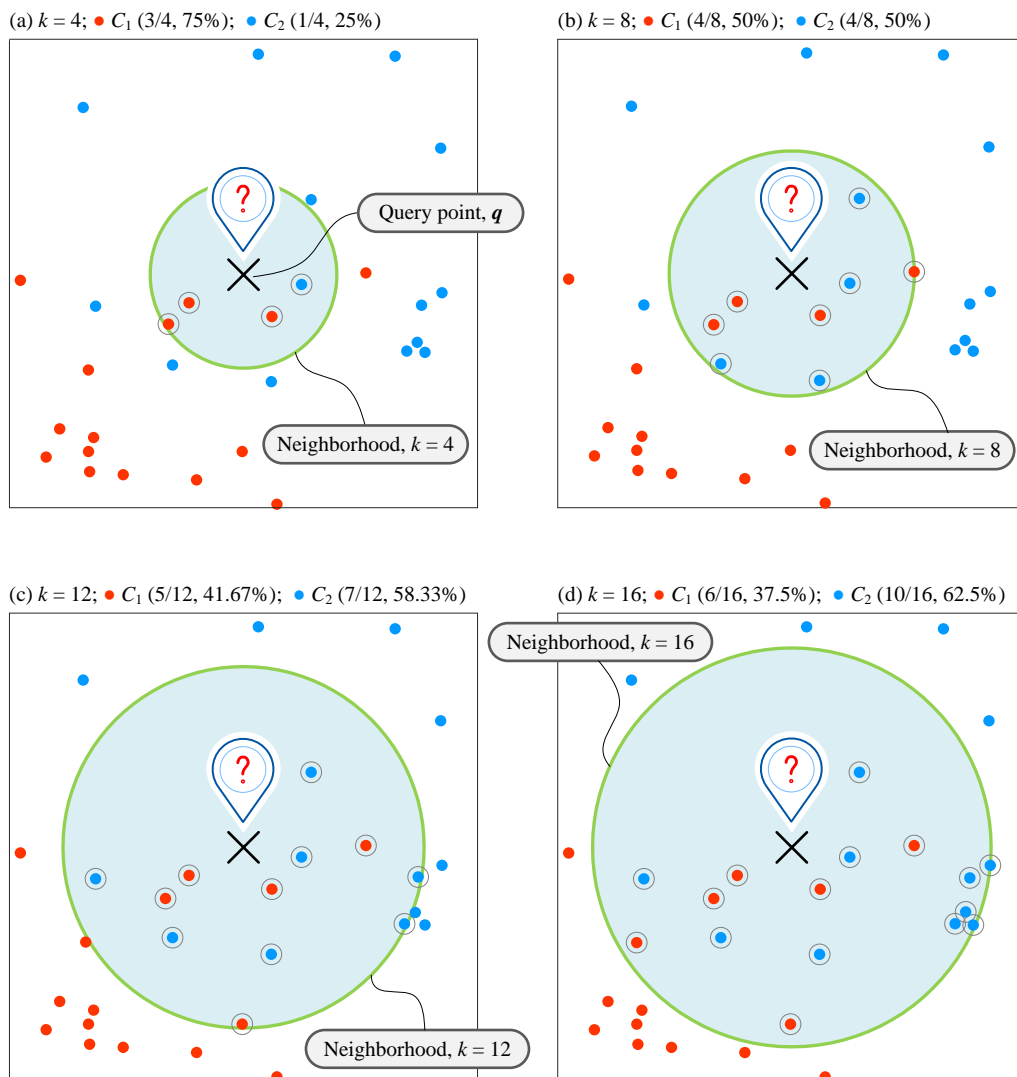 (a) k = 4; C₁ (3/4, 75%); C₂ (1/4, 25%)
(b) k = 8; C₁ (4/8, 50%); C₂ (4/8, 50%)
?
?
Query point, q
Neighborhood, k = 4
Neighborhood, k = 8
(c) k = 12; C₁ (5/12, 41.67%); C₂ (7/12, 58.33%)
(d) k = 16; C₁ (6/16, 37.5%); C₂ (10/16, 62.5%)
Neighborhood, k = 16
?
?
Neighborhood, k = 12